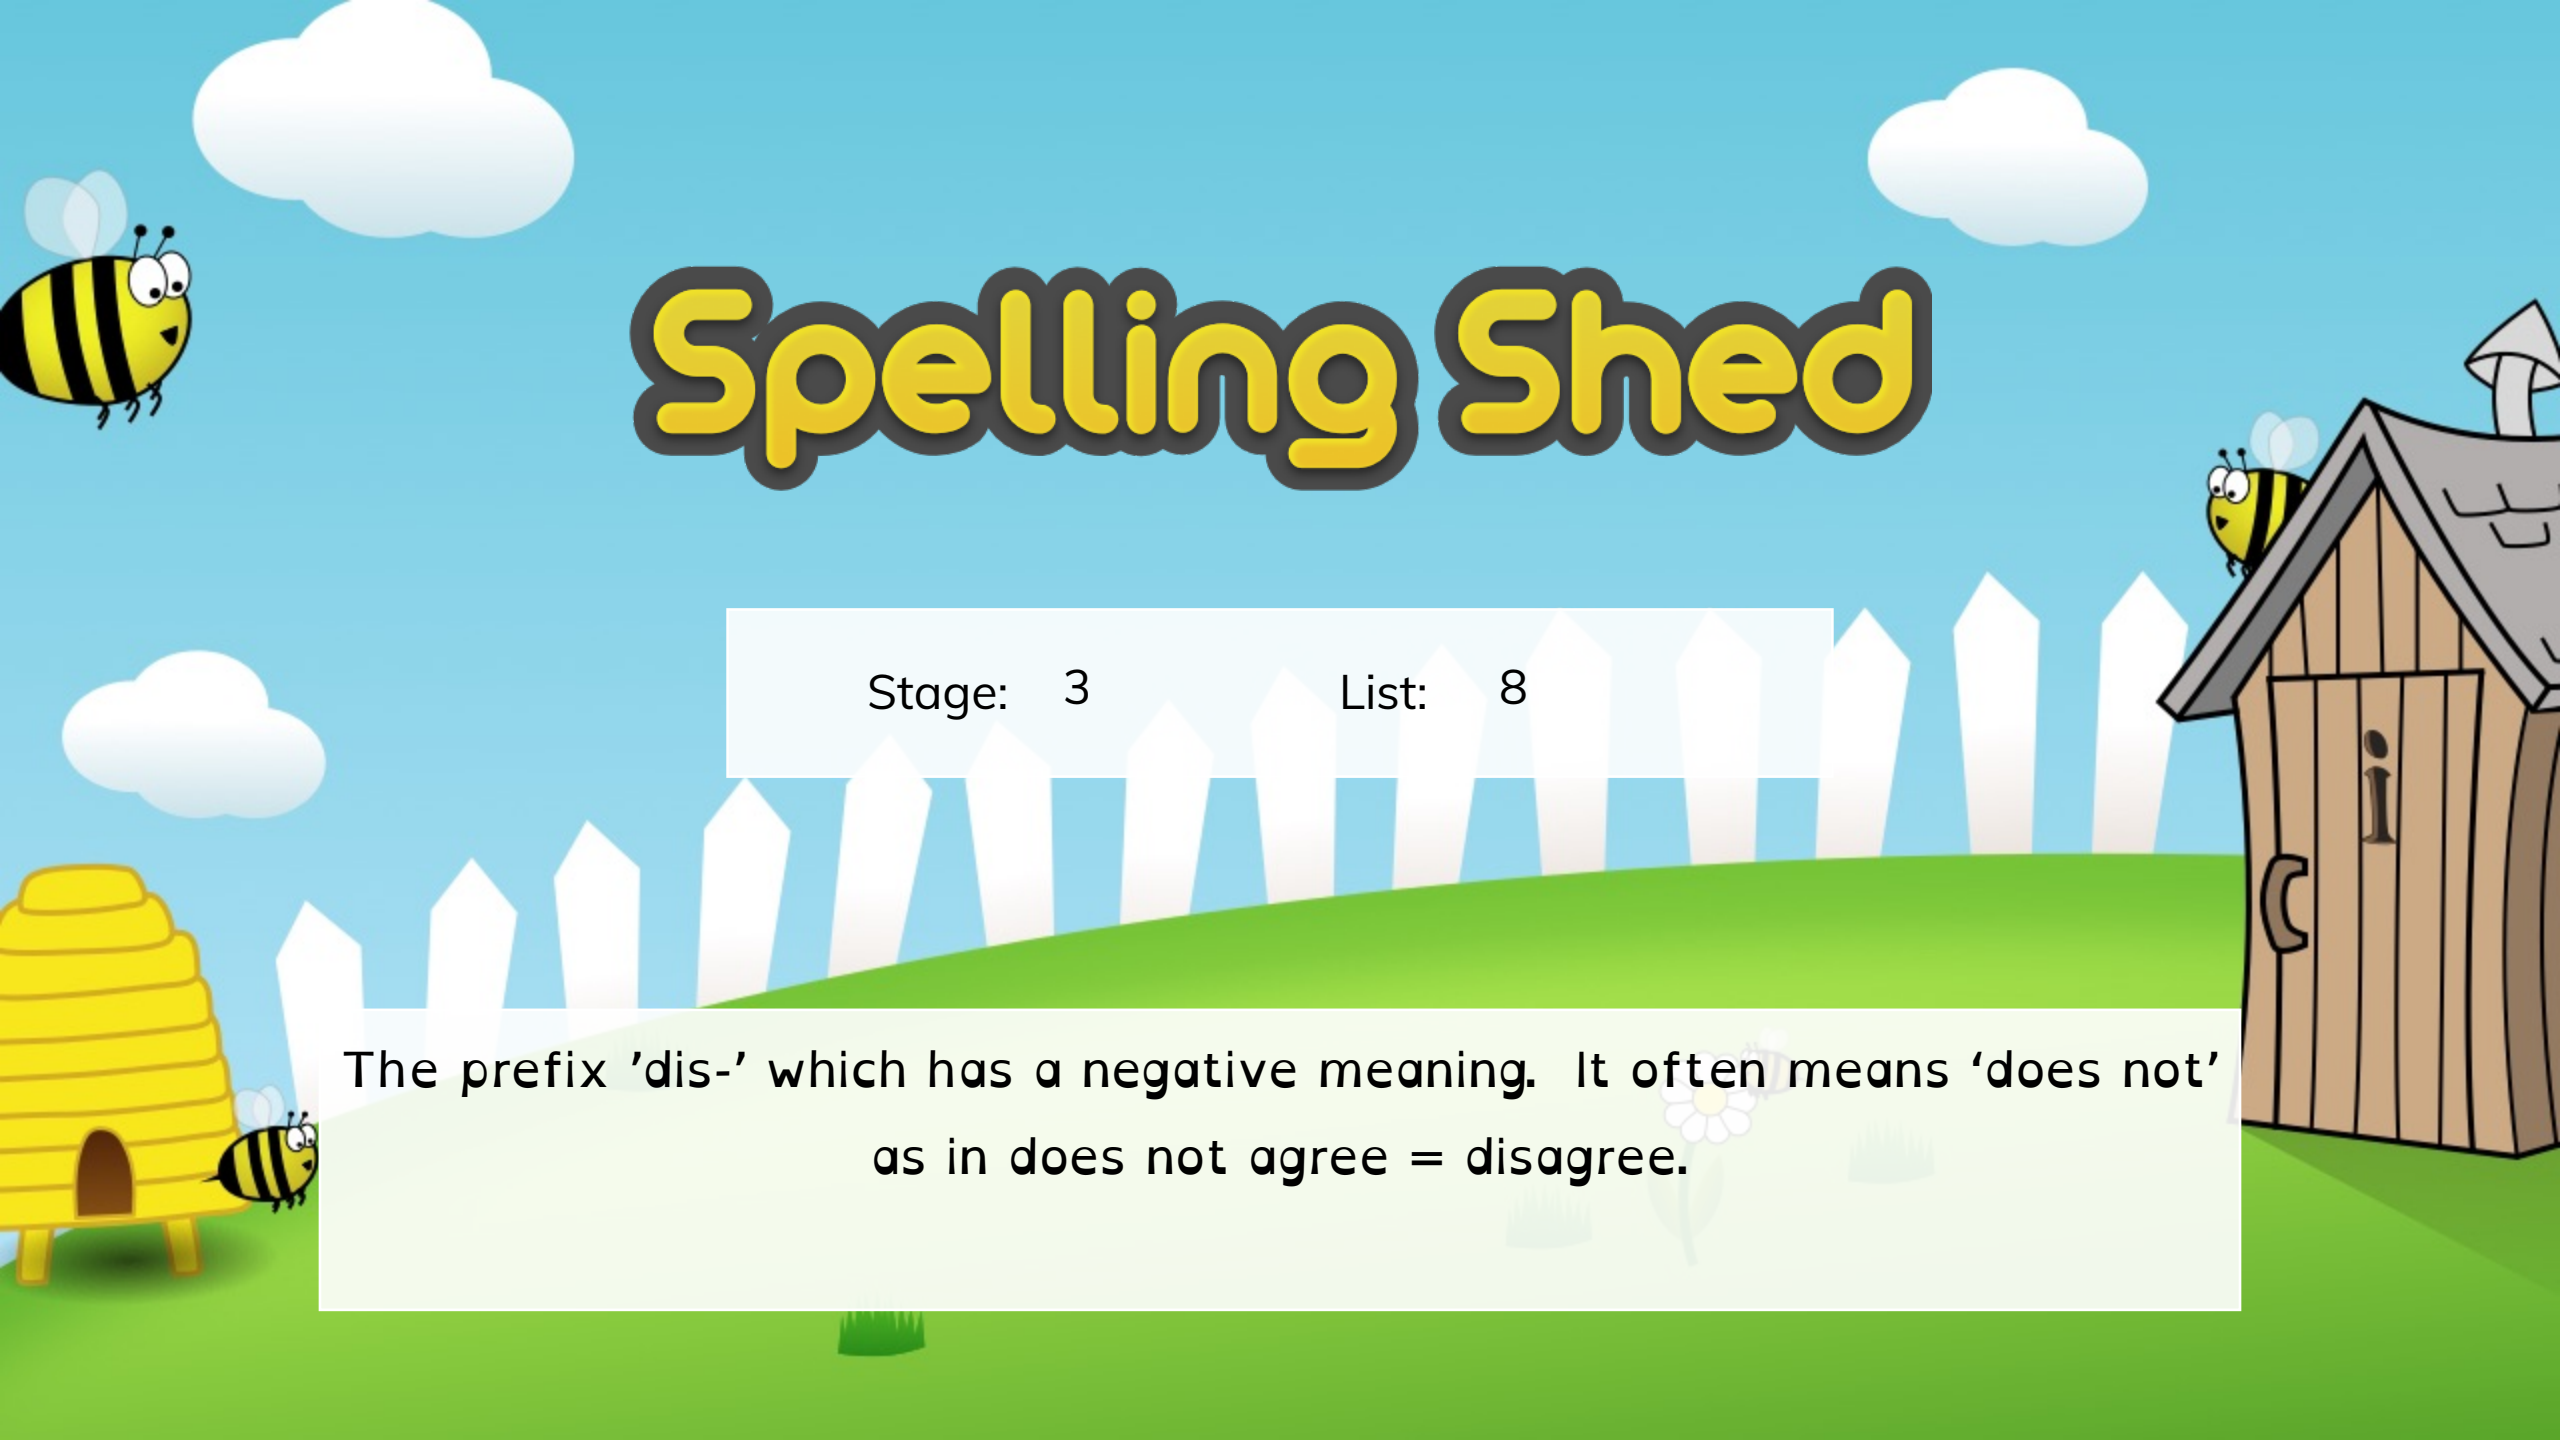 Spelling Shed
Stage: 3 List: 8
i
The prefix ’dis-’ which has a negative meaning. It often means ‘does not’
as in does not agree = disagree.